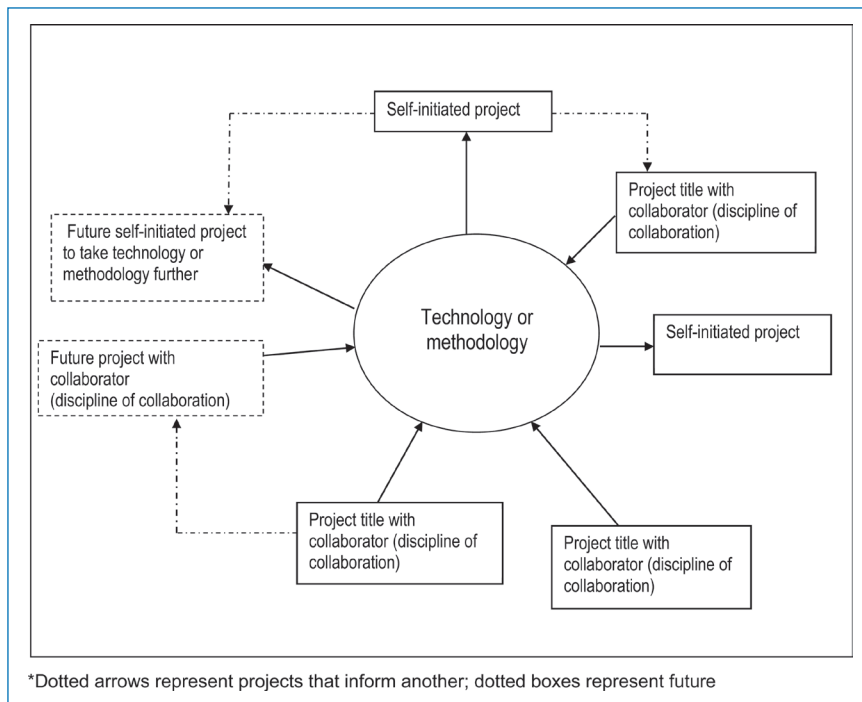 Self-initiated project
Project title with
collaborator (discipline of
collaboration)
Future self-initiated project
to take technology or
methodology further
Technology or
methodology
Self-initiated project
Future project with
collaborator
(discipline of collaboration)
Project title with
collaborator (discipline of
collaboration)
Project title with
collaborator (discipline of
collaboration)
*Dotted arrows represent projects that inform another; dotted boxes represent future